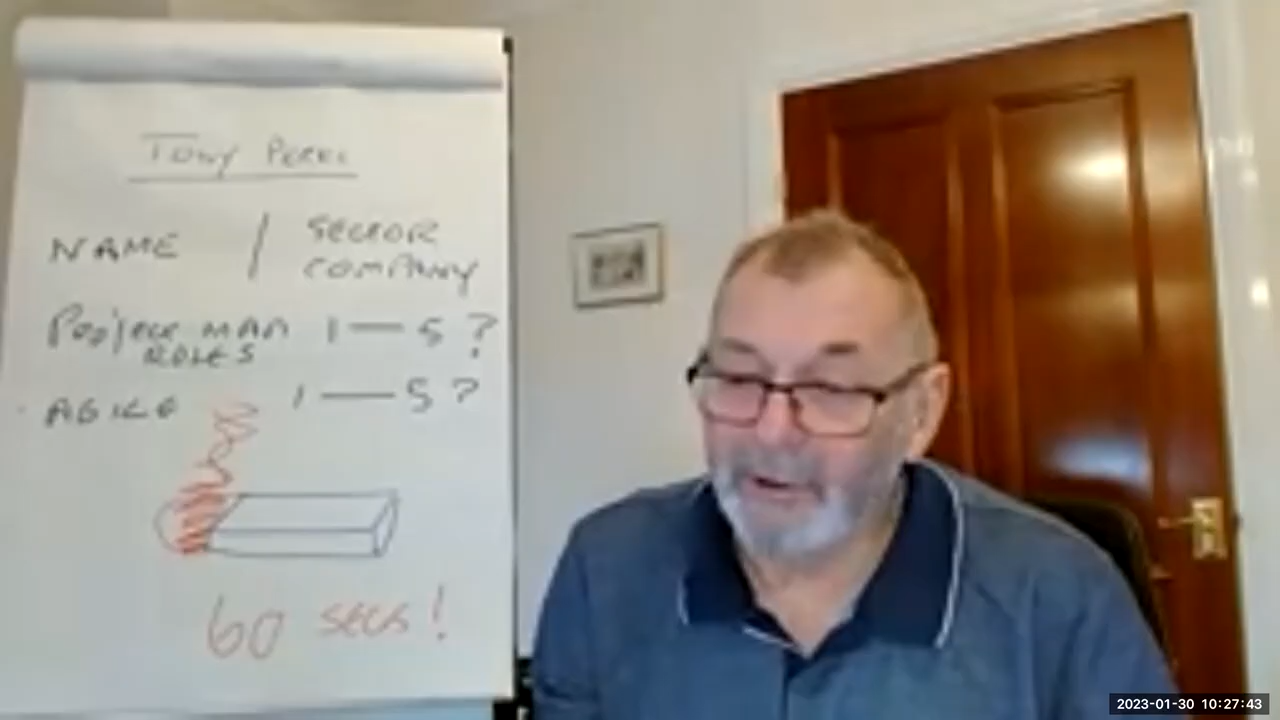 TONY
NAME / SECTOR
COMPANY
PROJECT MAN 1 — 5 ?
ROLES
AGILE 1 — 5 ?
60 SECS!
2023-01-30 10:27:43